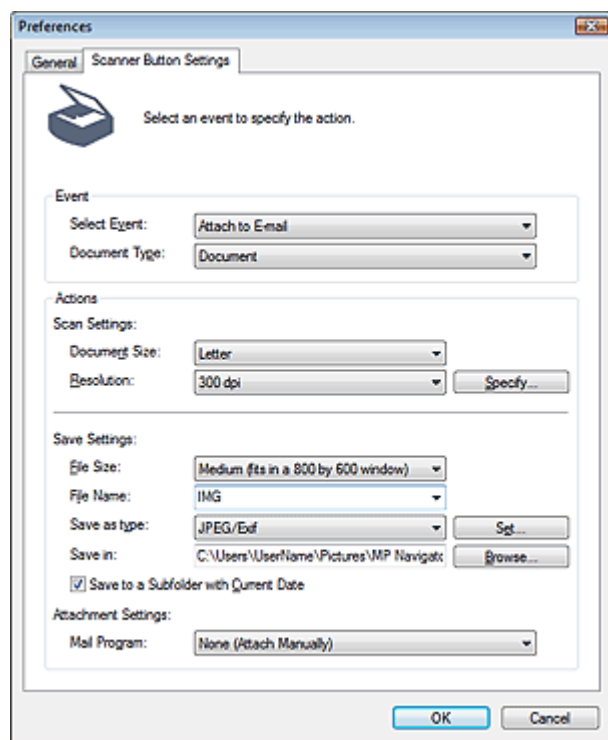 Preferences
General Scanner Button Settings
Select an event to specify the action.
Event
Select Event: Attach to E-mail
Document Type: Document
Actions
Scan Settings:
Document Size: Letter
Resolution: 300 dpi Specify...
Save Settings:
File Size: Medium (fits in a 800 by 600 window)
File Name: IMG
Save as type: JPEG/Exif Set...
Save in: C:\Users\UserName\Pictures\MP Navigato Browse...
Save to a Subfolder with Current Date
Attachment Settings:
Mail Program: None (Attach Manually)
OK Cancel